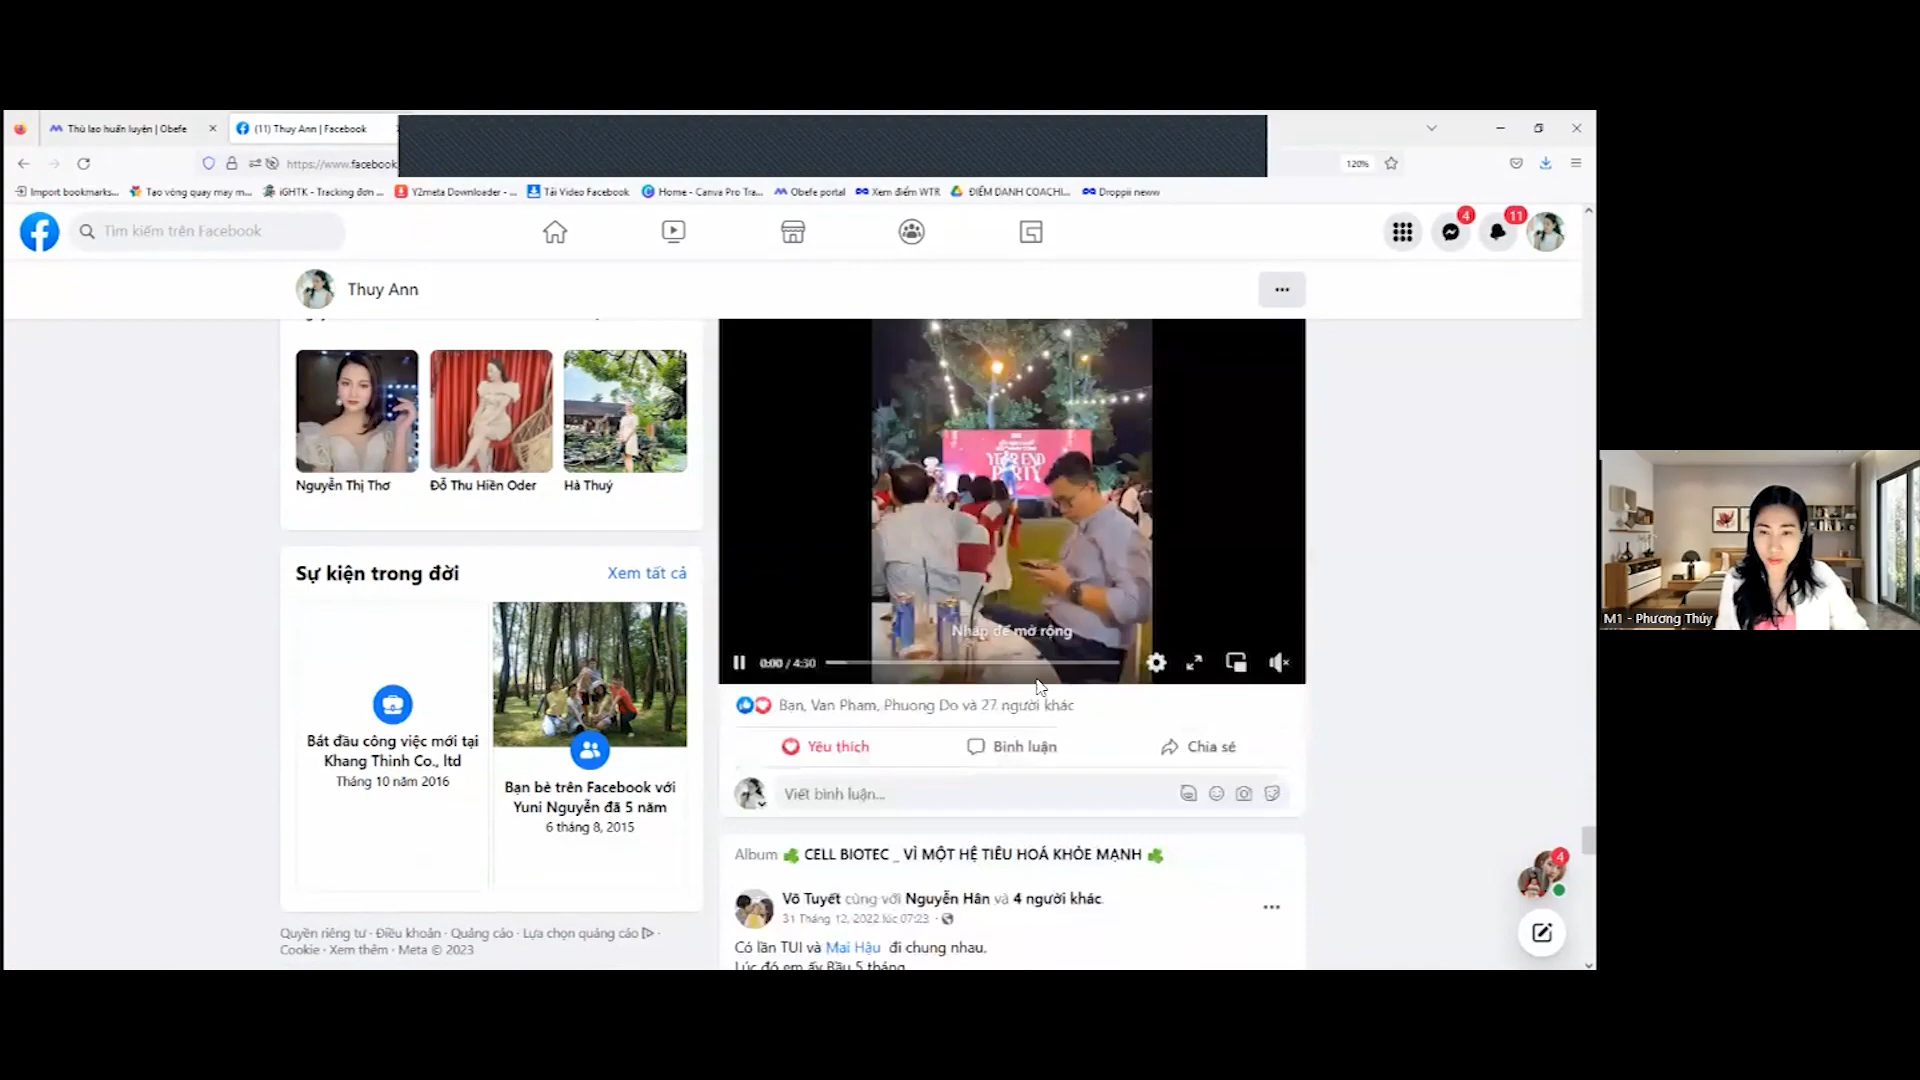 Thù lao huấn luyện | Obefe
(11) Thuy Ann | Facebook
https://www.facebook
120%
Import bookmarks...
Tạo vòng quay may m...
iGHTK - Tracking đơn ...
Y2meta Downloader - ...
Tải Video Facebook
Home - Canva Pro Tra...
Obefe portal
Xem điểm WTR
ĐIỂM DANH COACHI...
Droppii neww
Tìm kiếm trên Facebook
4
11
Thuy Ann
Nguyễn Thị Thơ
Đỗ Thu Hiền Oder
Hà Thuý
Sự kiện trong đời
Xem tất cả
Bắt đầu công việc mới tại
Khang Thinh Co., ltd
Tháng 10 năm 2016
Bạn bè trên Facebook với
Yuni Nguyễn đã 5 năm
6 tháng 8, 2015
Quyền riêng tư · Điều khoản · Quảng cáo · Lựa chọn quảng cáo ·
Cookie · Xem thêm · Meta © 2023
YEAR END
PARTY
Nhấp để mở rộng
0:00 / 4:30
Bạn, Van Pham, Phuong Do và 27 người khác
Yêu thích
Bình luận
Chia sẻ
Viết bình luận...
Album CELL BIOTEC _ VÌ MỘT HỆ TIÊU HOÁ KHỎE MẠNH
Võ Tuyết cùng với Nguyễn Hân và 4 người khác.
31 Tháng 12, 2022 lúc 07:23 ·
Có lần TUI và Mai Hậu đi chung nhau.
Lúc đó em ấy Bầu 5 tháng
4
M1 - Phương Thúy